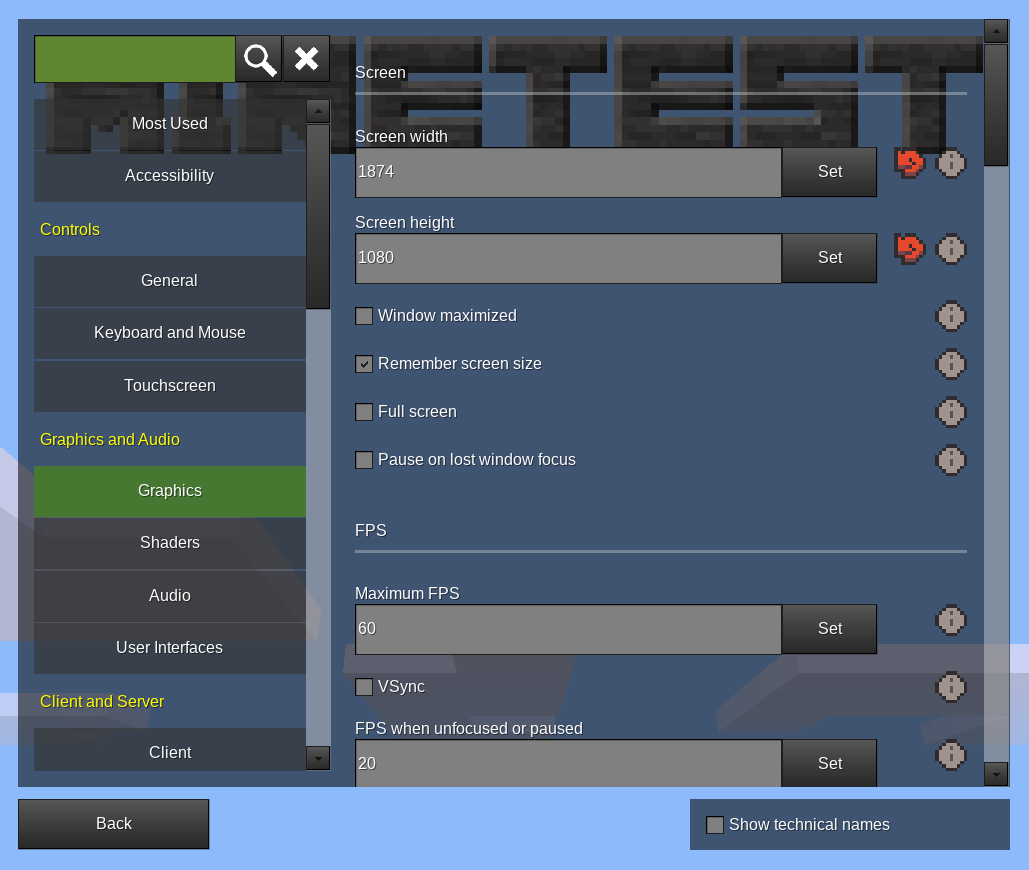 MINETEST
Most Used
Accessibility
Controls
General
Keyboard and Mouse
Touchscreen
Graphics and Audio
Graphics
Shaders
Audio
User Interfaces
Client and Server
Client
Screen
Screen width
1874
Set
Screen height
1080
Set
Window maximized
Remember screen size
Full screen
Pause on lost window focus
FPS
Maximum FPS
60
Set
VSync
FPS when unfocused or paused
20
Set
Back
Show technical names